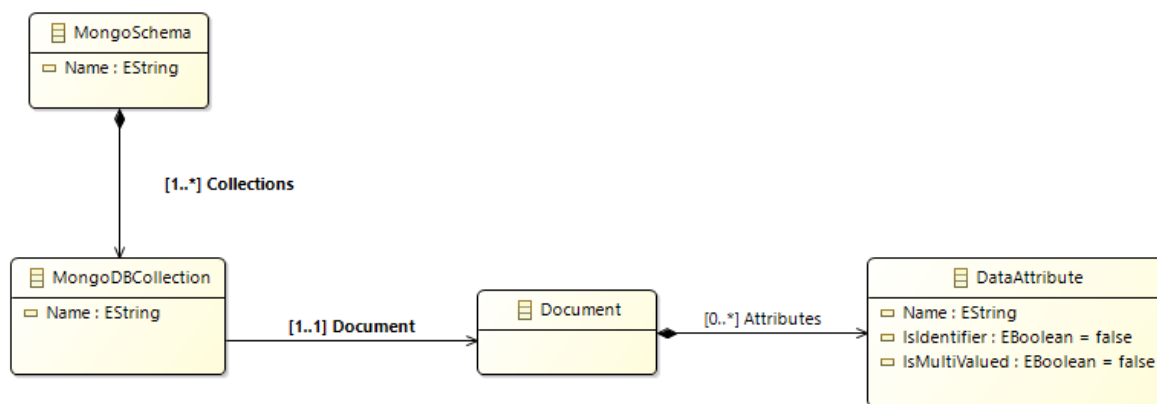 MongoSchema
Name : EString
[1..*] Collections
MongoDBCollection
Name : EString
[1..1] Document
Document
[0..*] Attributes
DataAttribute
Name : EString
IsIdentifier : EBoolean = false
IsMultiValued : EBoolean = false